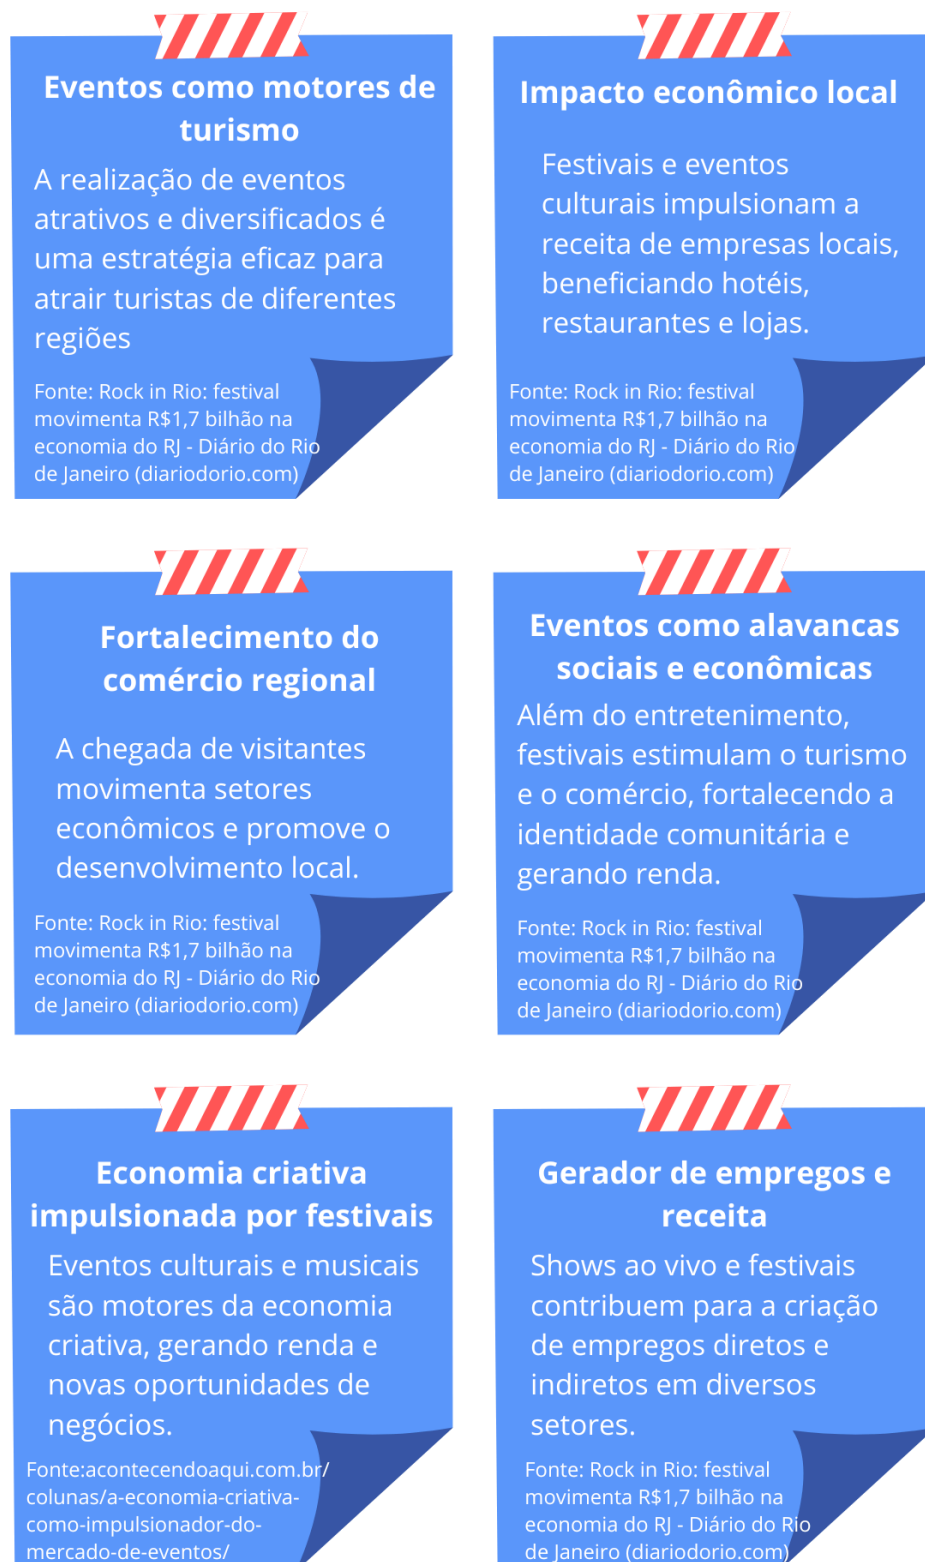 Eventos como motores de
turismo
A realização de eventos
atrativos e diversificados é
uma estratégia eficaz para
atrair turistas de diferentes
regiões
Fonte: Rock in Rio: festival
movimenta R$1,7 bilhão na
economia do RJ - Diário do Rio
de Janeiro (diariodorio.com)
Impacto econômico local
Festivais e eventos
culturais impulsionam a
receita de empresas locais,
beneficiando hotéis,
restaurantes e lojas.
Fonte: Rock in Rio: festival
movimenta R$1,7 bilhão na
economia do RJ - Diário do Rio
de Janeiro (diariodorio.com)
Fortalecimento do
comércio regional
A chegada de visitantes
movimenta setores
econômicos e promove o
desenvolvimento local.
Fonte: Rock in Rio: festival
movimenta R$1,7 bilhão na
economia do RJ - Diário do Rio
de Janeiro (diariodorio.com)
Eventos como alavancas
sociais e econômicas
Além do entretenimento,
festivais estimulam o turismo
e o comércio, fortalecendo a
identidade comunitária e
gerando renda.
Fonte: Rock in Rio: festival
movimenta R$1,7 bilhão na
economia do RJ - Diário do Rio
de Janeiro (diariodorio.com)
Economia criativa
impulsionada por festivais
Eventos culturais e musicais
são motores da economia
criativa, gerando renda e
novas oportunidades de
negócios.
Fonte:acontecendoaqui.com.br/
colunas/a-economia-criativa-
como-impulsionador-do-
mercado-de-eventos/
Gerador de empregos e
receita
Shows ao vivo e festivais
contribuem para a criação
de empregos diretos e
indiretos em diversos
setores.
Fonte: Rock in Rio: festival
movimenta R$1,7 bilhão na
economia do RJ - Diário do Rio
de Janeiro (diariodorio.com)